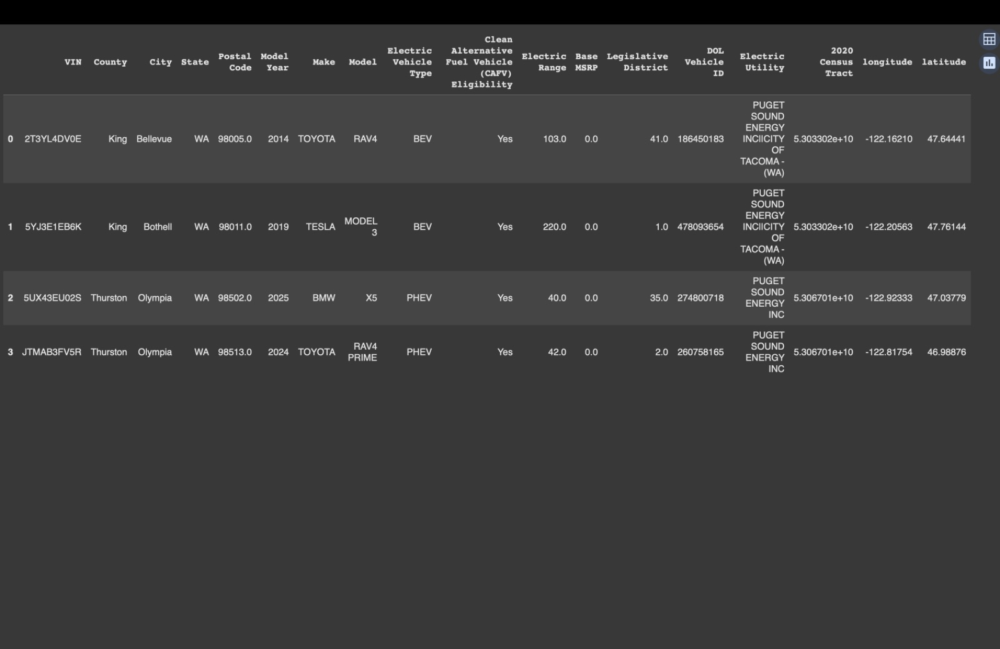 VIN County City State Postal Code Model Year Make Model Electric Vehicle Type Clean Alternative Fuel Vehicle (CAFV) Eligibility Electric Range Base MSRP Legislative District DOL Vehicle ID Electric Utility 2020 Census Tract longitude latitude
0 2T3YL4DV0E King Bellevue WA 98005.0 2014 TOYOTA RAV4 BEV Yes 103.0 0.0 41.0 186450183 PUGET SOUND ENERGY INCIICITY OF TACOMA - (WA) 5.303302e+10 -122.16210 47.64441
1 5YJ3E1EB6K King Bothell WA 98011.0 2019 TESLA MODEL 3 BEV Yes 220.0 0.0 1.0 478093654 PUGET SOUND ENERGY INCIICITY OF TACOMA - (WA) 5.303302e+10 -122.20563 47.76144
2 5UX43EU02S Thurston Olympia WA 98502.0 2025 BMW X5 PHEV Yes 40.0 0.0 35.0 274800718 PUGET SOUND ENERGY INC 5.306701e+10 -122.92333 47.03779
3 JTMAB3FV5R Thurston Olympia WA 98513.0 2024 TOYOTA RAV4 PRIME PHEV Yes 42.0 0.0 2.0 260758165 PUGET SOUND ENERGY INC 5.306701e+10 -122.81754 46.98876